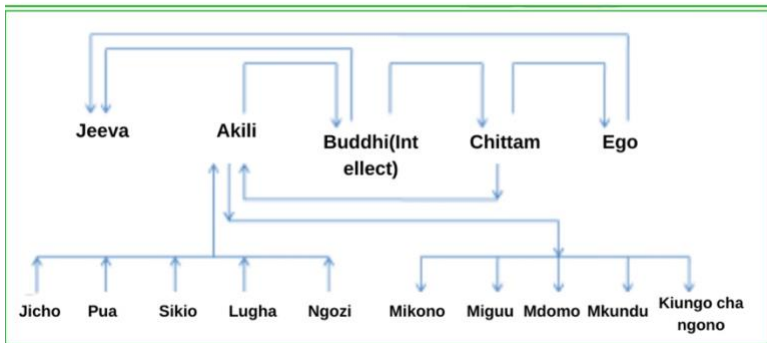 Jeeva
Akili
Buddhi(Int
ellect)
Chittam
Ego
Jicho
Pua
Sikio
Lugha
Ngozi
Mikono
Miguu
Mdomo
Mkundu
Kiungo cha
ngono